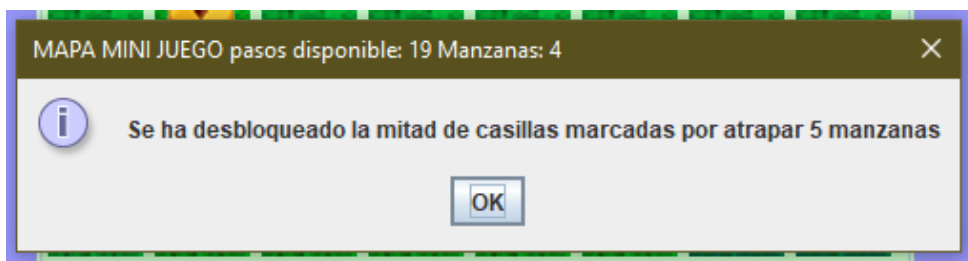 MAPA MINI JUEGO pasos disponible: 19 Manzanas: 4
Se ha desbloqueado la mitad de casillas marcadas por atrapar 5 manzanas
OK